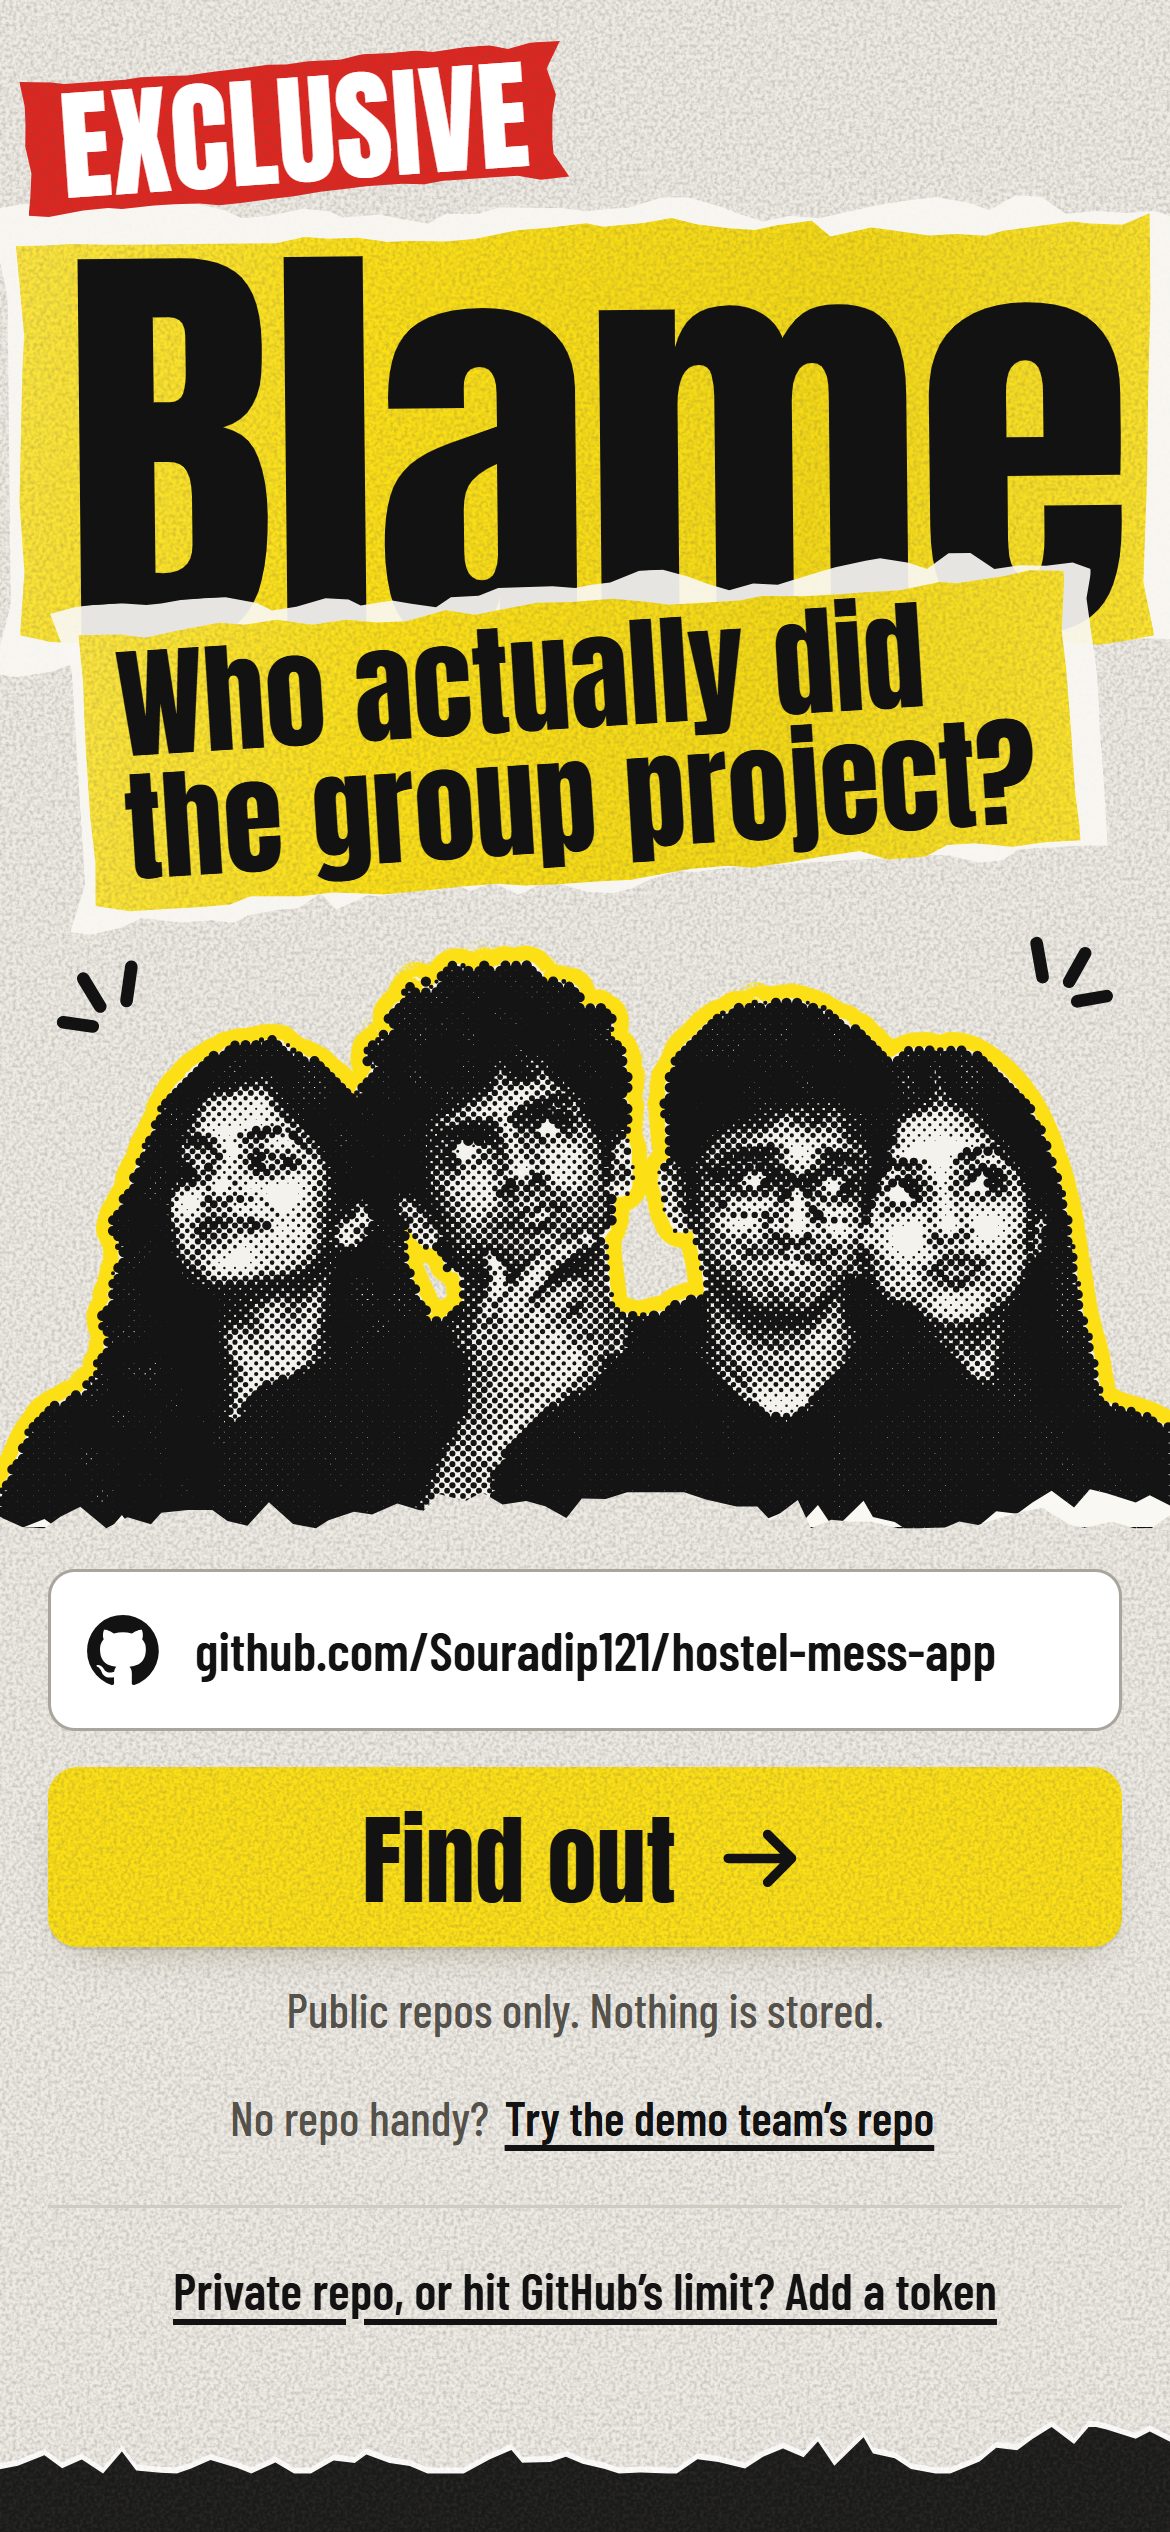 EXCLUSIVE
Blame
Who actually did
the group project?
github.com/Souradip121/hostel-mess-app
Find out →
Public repos only. Nothing is stored.
No repo handy? Try the demo team’s repo
Private repo, or hit GitHub’s limit? Add a token